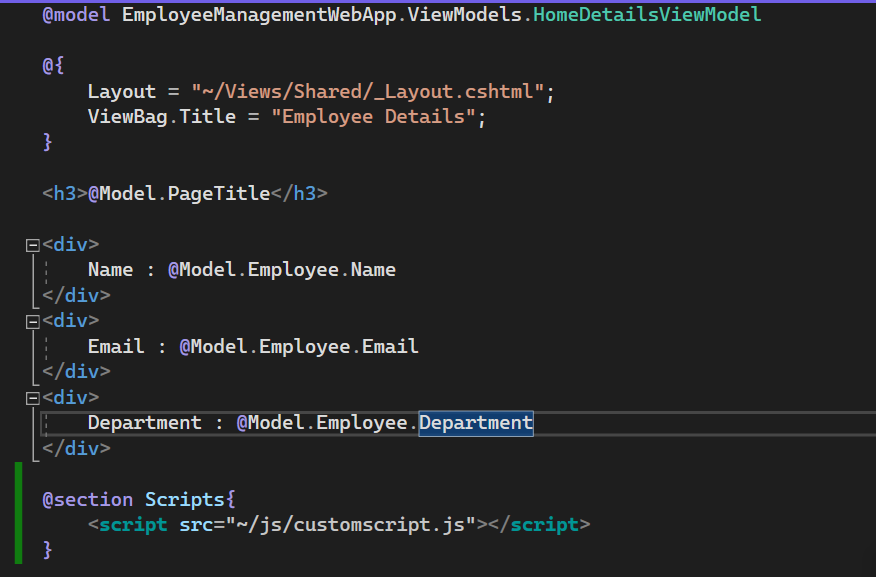 @model EmployeeManagementWebApp.ViewModels.HomeDetailsViewModel
@{
Layout = "~/Views/Shared/_Layout.cshtml";
ViewBag.Title = "Employee Details";
}
<h3>@Model.PageTitle</h3>
<div>
Name : @Model.Employee.Name
</div>
<div>
Email : @Model.Employee.Email
</div>
<div>
Department : @Model.Employee.Department
</div>
@section Scripts{
<script src="~/js/customscript.js"></script>
}